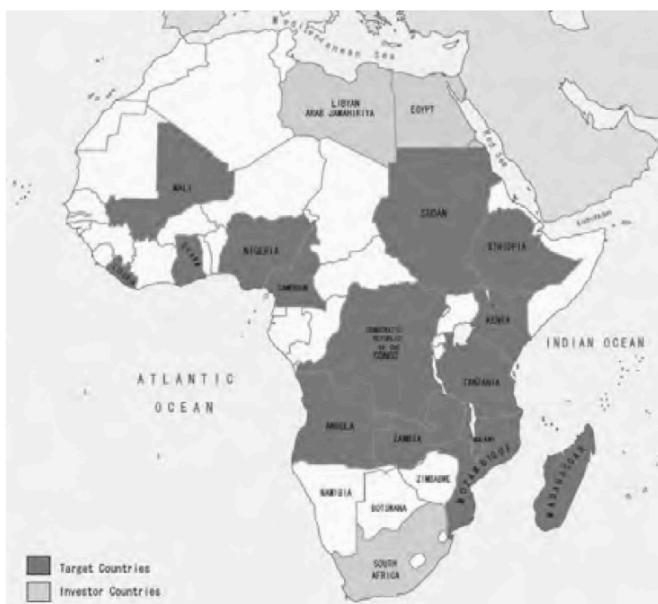 Mediterranean Sea
LIBYAN
ARAB JAMAHIRIYA
EGYPT
Red Sea
MALI
SUDAN
NIGERIA
ETHIOPIA
GHANA
CAMEROON
KENYA
DEMOCRATIC
REPUBLIC
OF THE
CONGO
INDIAN OCEAN
ATLANTIC
OCEAN
TANZANIA
ANGOLA
ZAMBIA
MALAWI
MOZAMBIQUE
MADAGASCAR
ZIMBABWE
NAMIBIA
BOTSWANA
SOUTH
AFRICA
Target Countries
Investor Countries